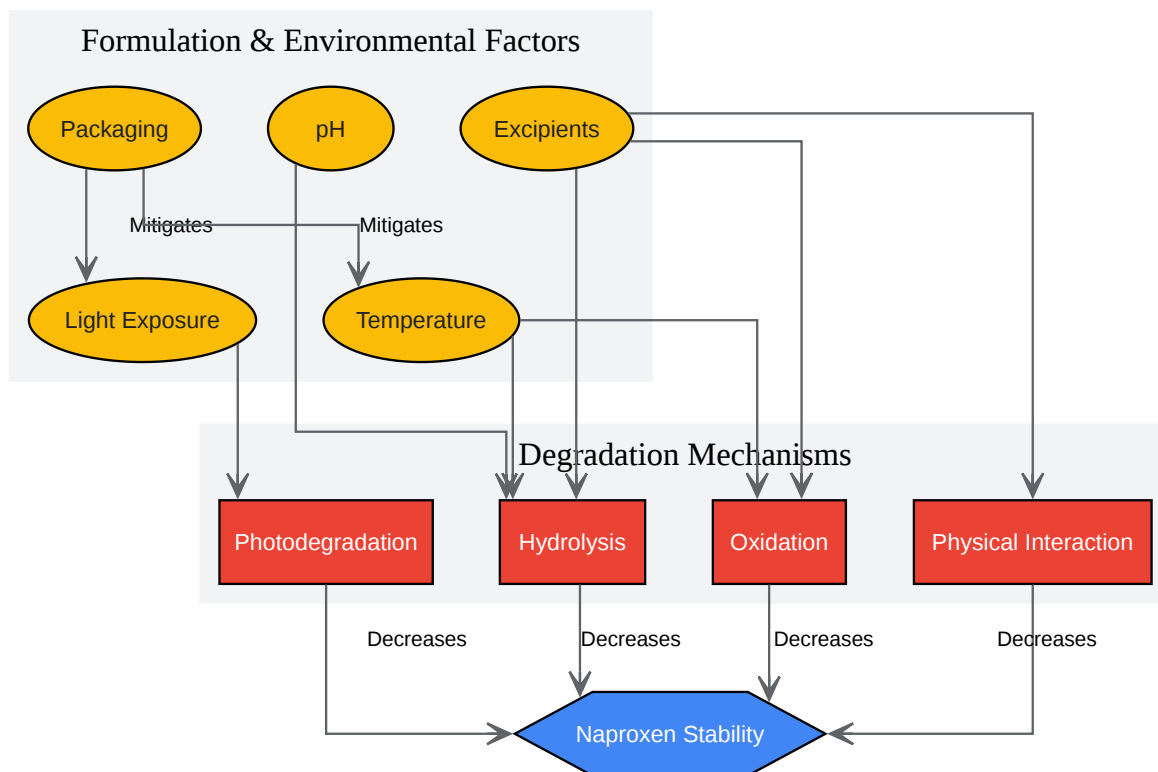 Formulation & Environmental Factors
Packaging
pH
Excipients
Mitigates
Mitigates
Light Exposure
Temperature
Degradation Mechanisms
Photodegradation
Hydrolysis
Oxidation
Physical Interaction
Decreases
Decreases
Decreases
Decreases
Naproxen Stability